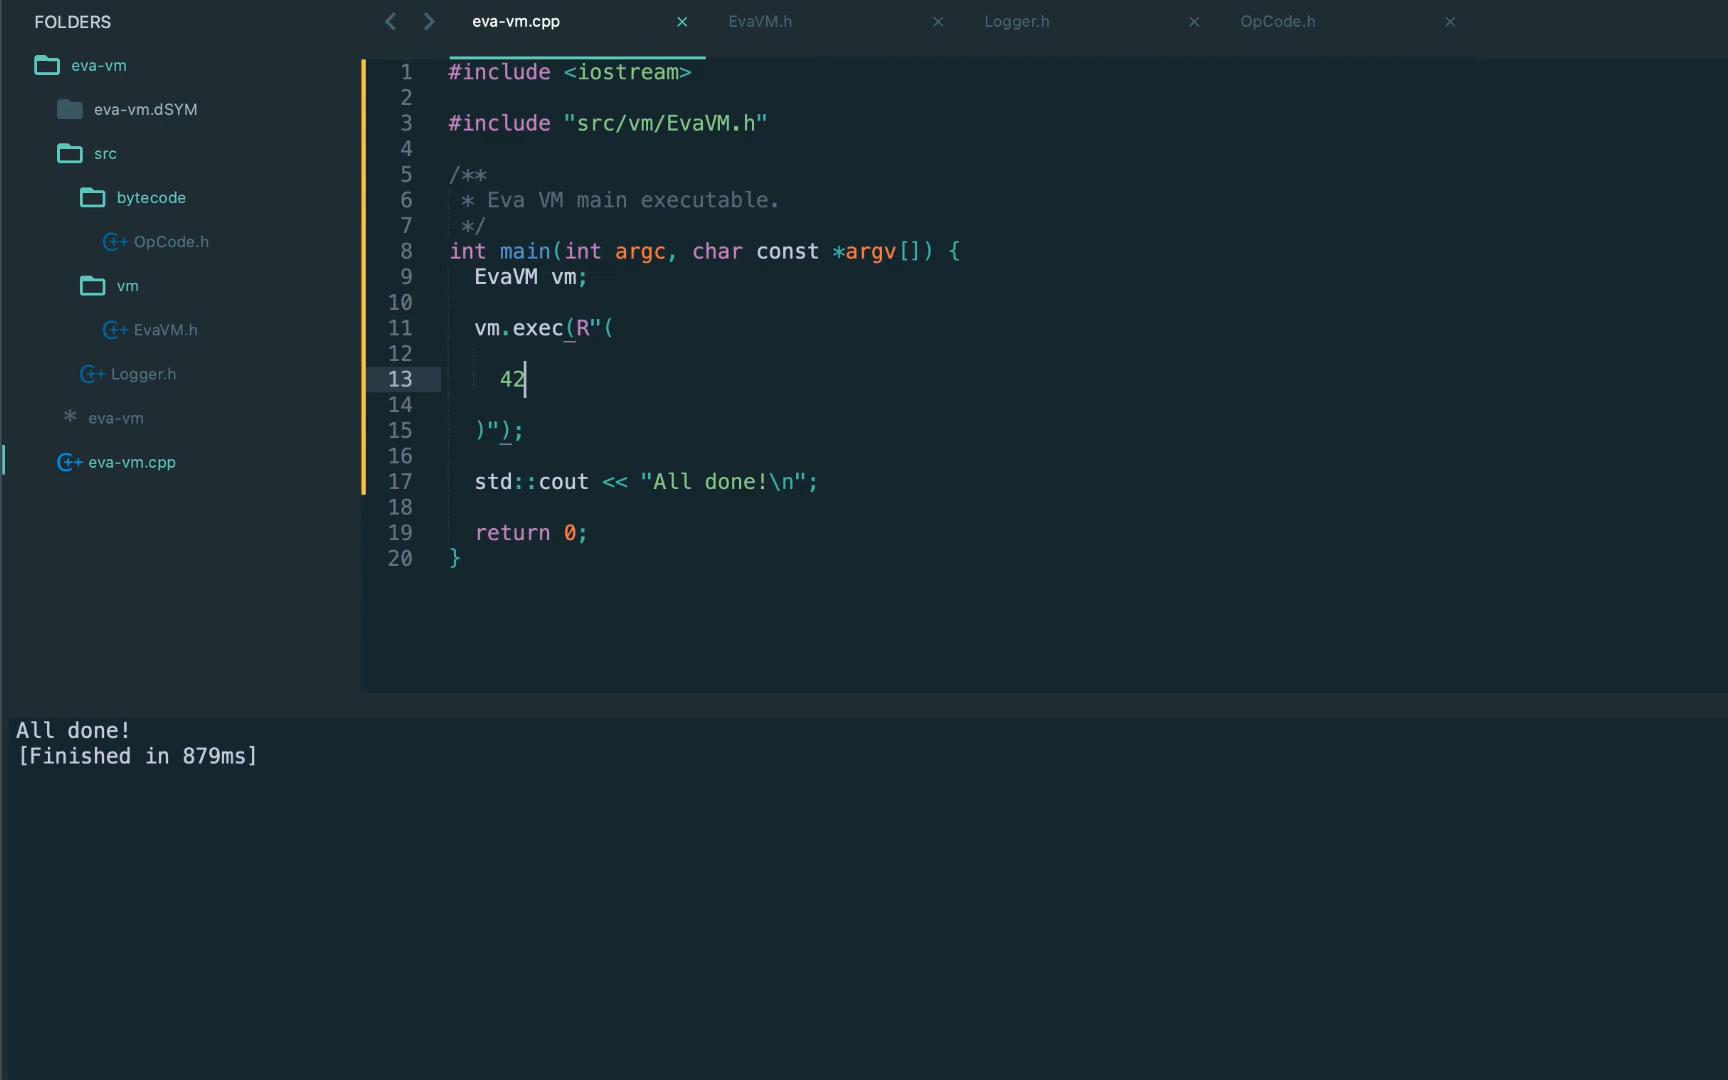 FOLDERS
eva-vm
eva-vm.dSYM
src
bytecode
C++ OpCode.h
vm
C++ EvaVM.h
C++ Logger.h
* eva-vm
C++ eva-vm.cpp
eva-vm.cpp × EvaVM.h × Logger.h × OpCode.h ×
1 #include <iostream>
2
3 #include "src/vm/EvaVM.h"
4
5 /**
6  * Eva VM main executable.
7  */
8 int main(int argc, char const *argv[]) {
9   EvaVM vm;
10
11   vm.exec(R"(
12
13     42
14
15   )");
16
17   std::cout << "All done!\n";
18
19   return 0;
20 }
All done!
[Finished in 879ms]